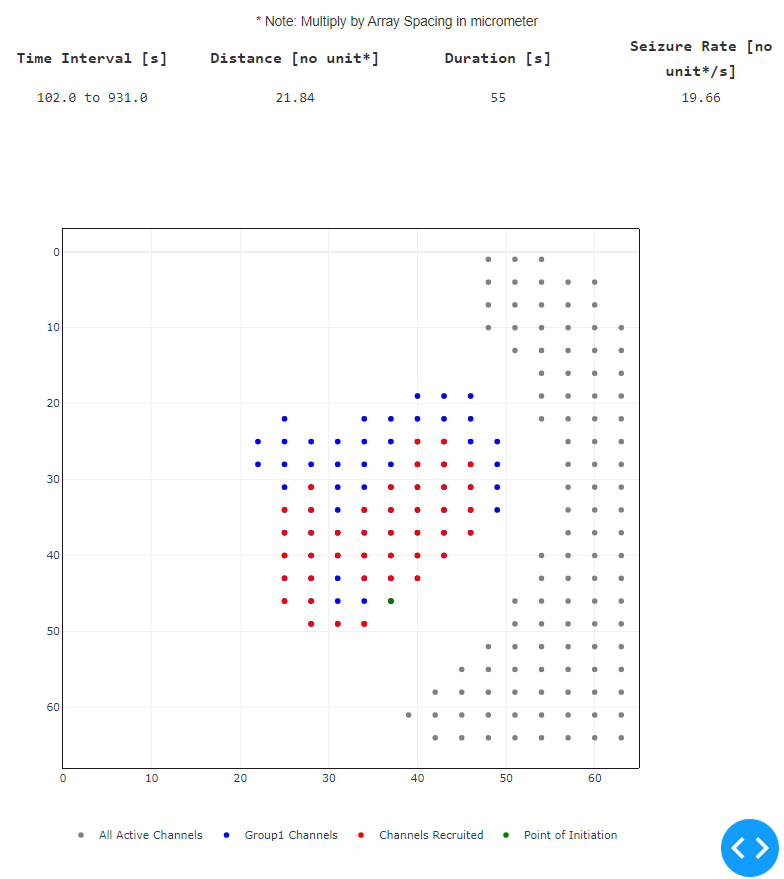 * Note: Multiply by Array Spacing in micrometer
Time Interval [s] Distance [no unit*] Duration [s] Seizure Rate [no unit*/s]
102.0 to 931.0 21.84 55 19.66
0
10
20
30
40
50
60
0 10 20 30 40 50 60
All Active Channels Group1 Channels Channels Recruited Point of Initiation